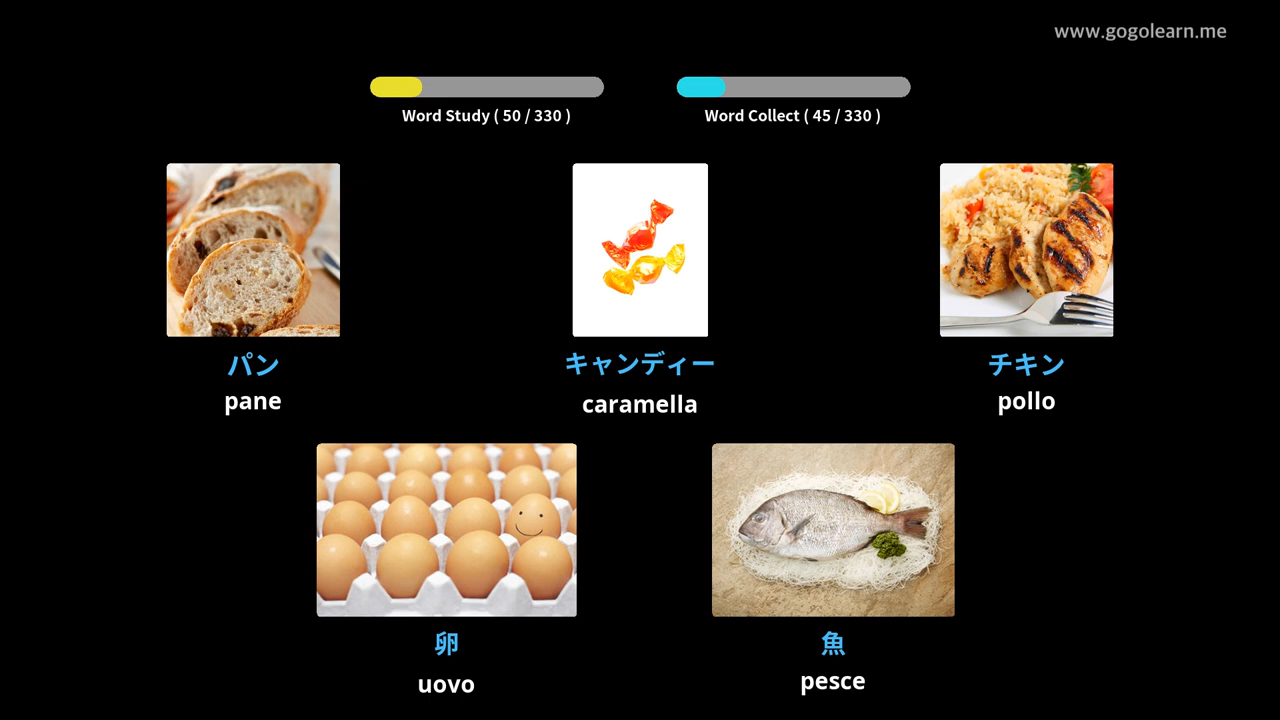 www.gogolearn.me
Word Study ( 50 / 330 )
Word Collect ( 45 / 330 )
パン
pane
キャンディー
caramella
チキン
pollo
卵
uovo
魚
pesce